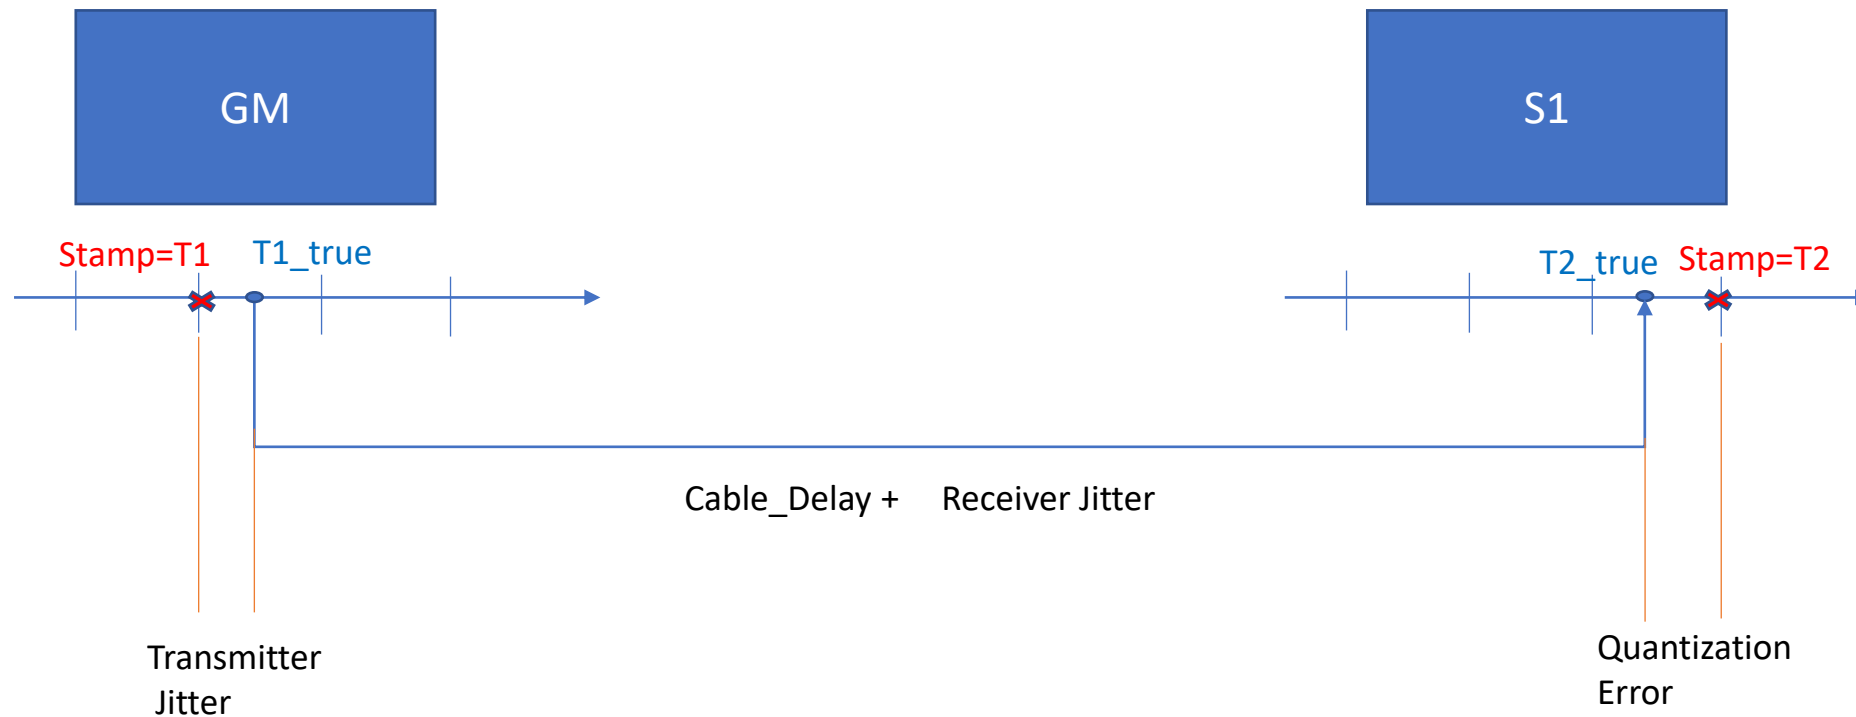 GM
S1
Stamp=T1
T1_true
T2_true
Stamp=T2
Cable_Delay + Receiver Jitter
Transmitter
Jitter
Quantization
Error